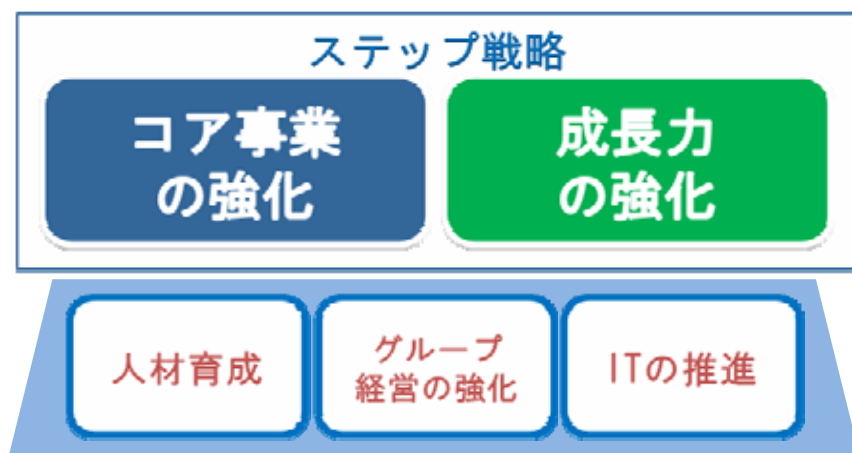 ステップ戦略
コア事業
の強化
成長力
の強化
人材育成
グループ
経営の強化
ITの推進